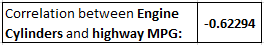 Correlation between Engine
Cylinders and highway MPG:
-0.62294